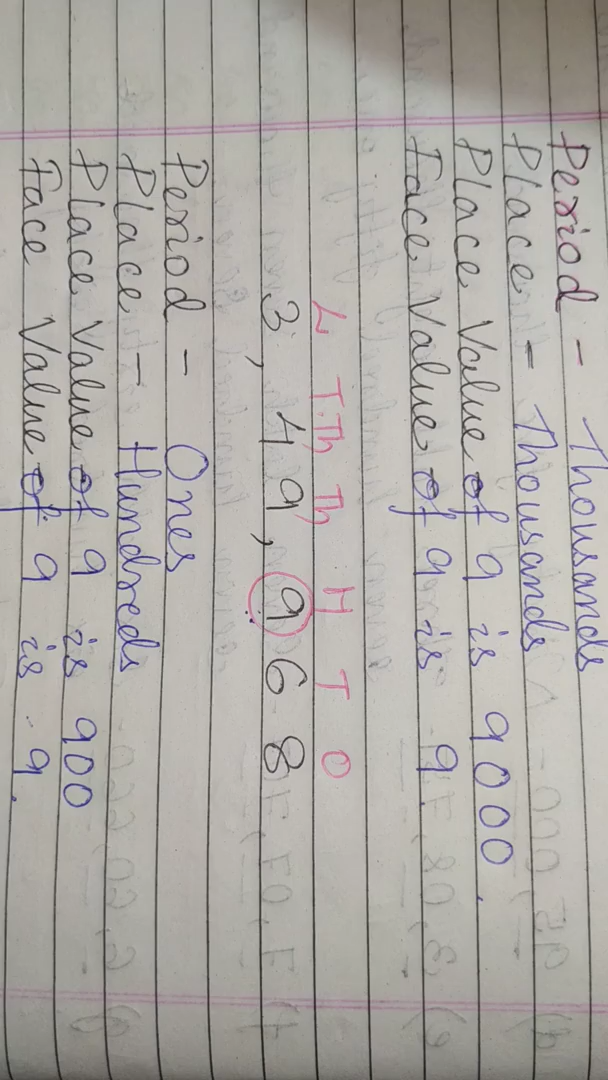 Period - Thousands
Place - Thousands
Place Value of 9 is 9000.
Face Value of 9 is 9
L T.Th Th H T O
3, 4 9, 9 6 8
Period - Ones
Place - Hundreds
Place Value of 9 is 900
Face Value of 9 is 9.